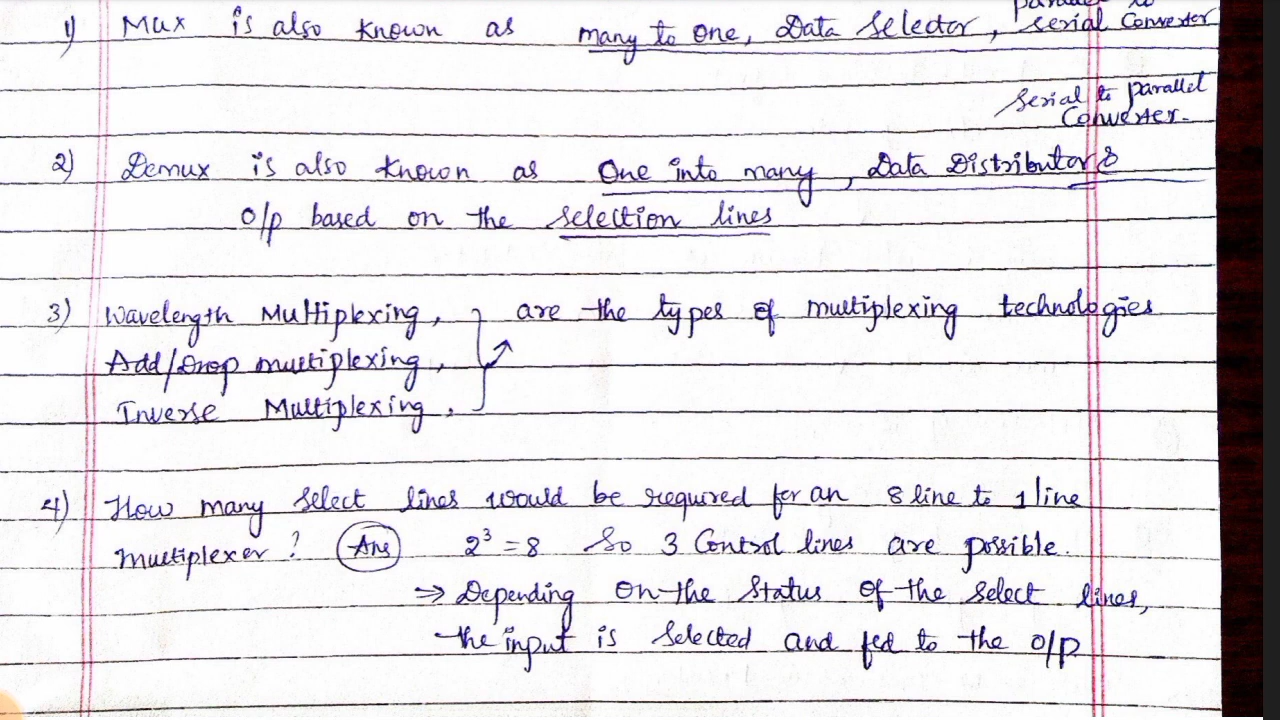 parallel to
1) Mux is also known as many to one, Data Selector, serial Converter
Serial to parallel
Converter.
2) Demux is also known as One into many, Data Distributor &
O/p based on the selection lines
3) Wavelength Multiplexing, are the types of multiplexing technologies
Add/Drop multiplexing,
Inverse Multiplexing,
4) How many select lines would be required for an 8 line to 1 line
multiplexer? Ans 2³ = 8 So 3 Control lines are possible.
⇒ Depending on the status of the select lines,
the input is selected and fed to the o/p